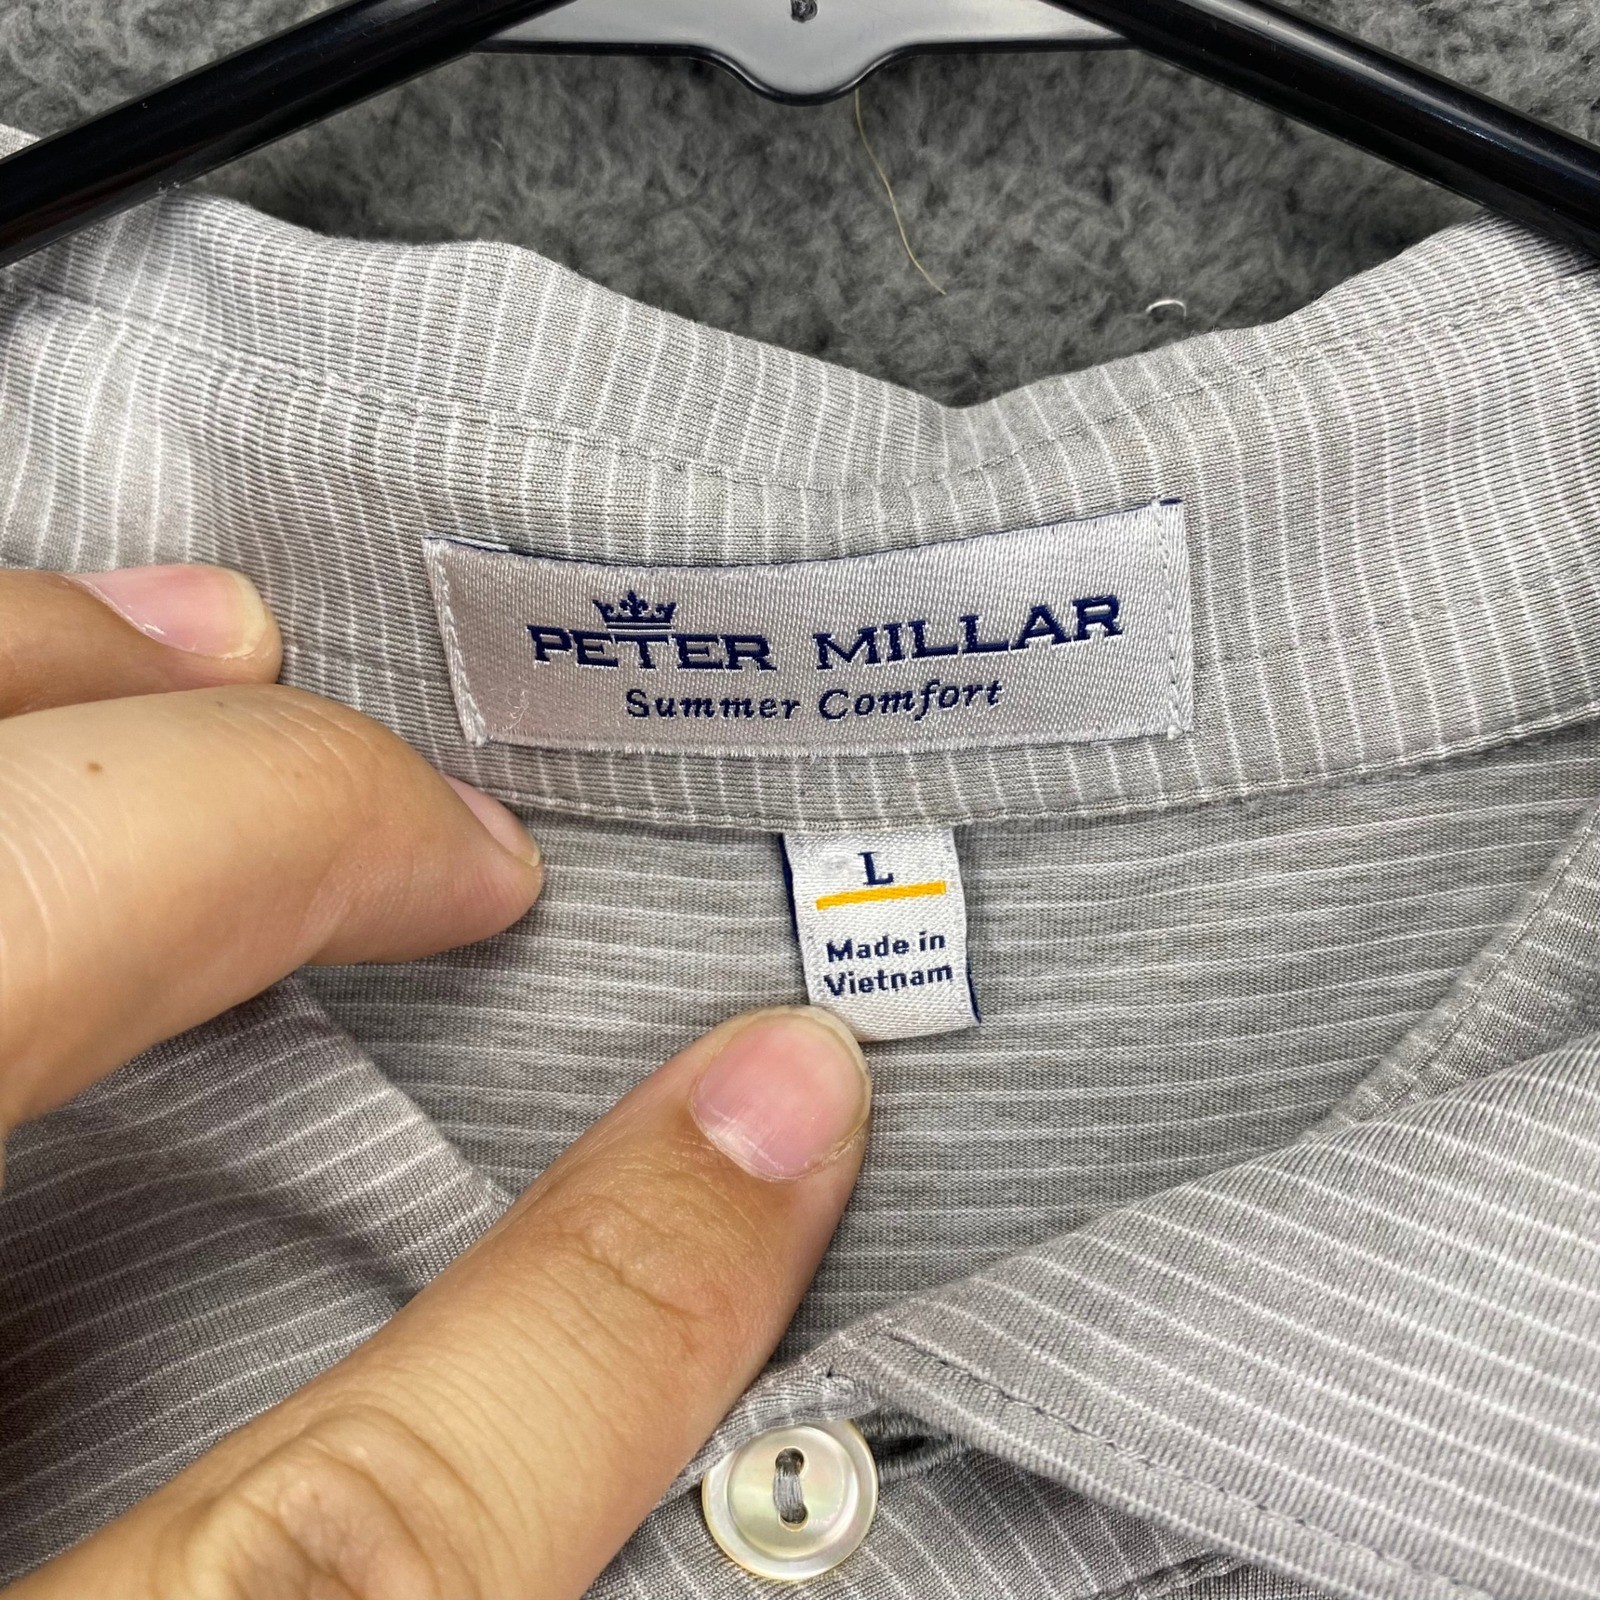 PETER MILLAR
Summer Comfort
L
Made in
Vietnam